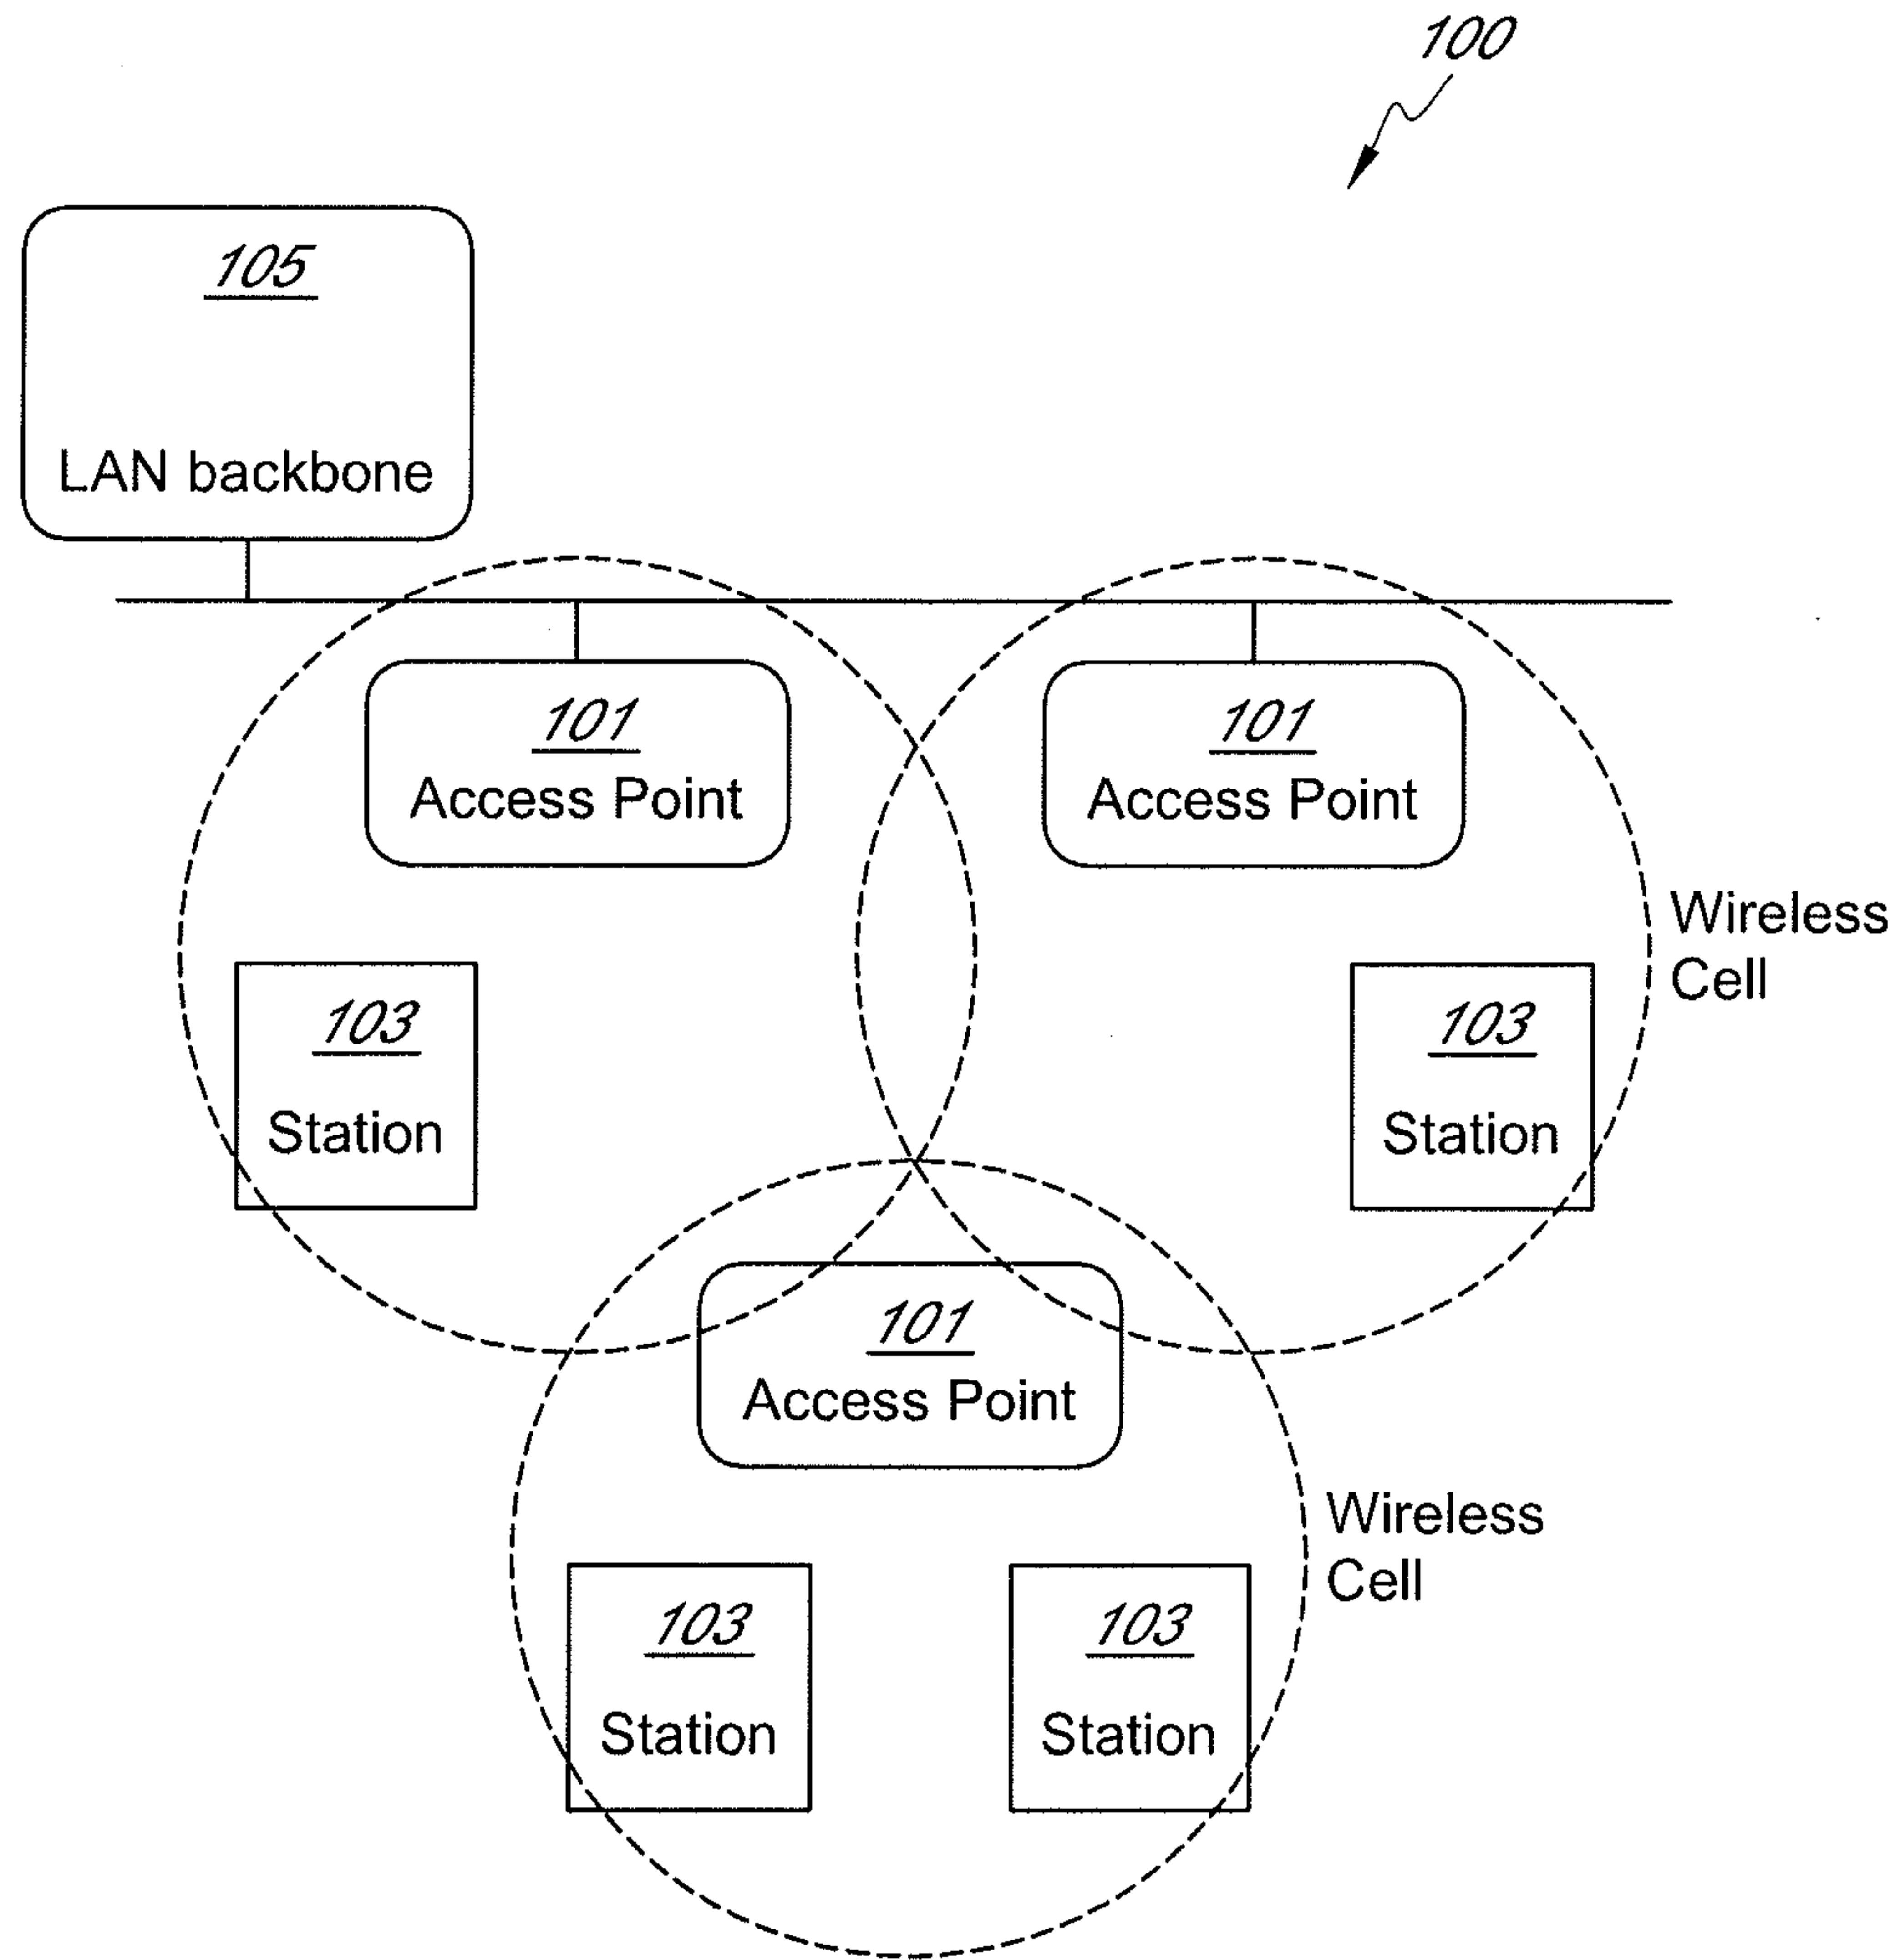 100
105
LAN backbone
101
Access Point
101
Access Point
Wireless
Cell
103
Station
103
Station
101
Access Point
Wireless
Cell
103
Station
103
Station